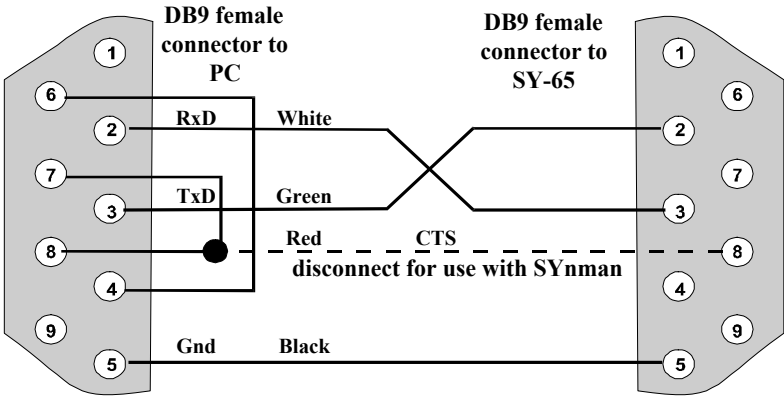 DB9 female
connector to
PC
DB9 female
connector to
SY-65
1
6
2
7
3
8
4
9
5
RxD White
TxD Green
Red CTS
disconnect for use with SYnman
Gnd Black
1
6
2
7
3
8
4
9
5